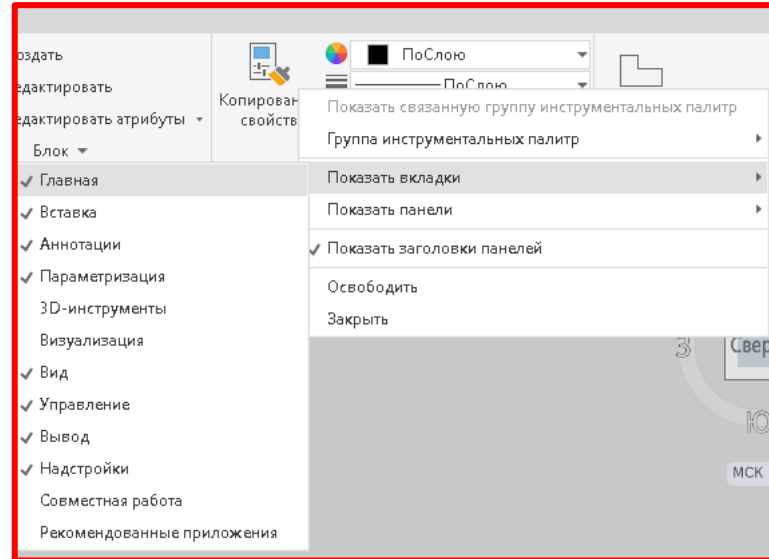 оздать
ПоСлою
едактировать
ПоСлою
Копирован
едактировать атрибуты
свойств
Блок
Показать связанную группу инструментальных палитр
Группа инструментальных палитр
Показать вкладки
Показать панели
Показать заголовки панелей
Освободить
Закрыть
Главная
Вставка
Аннотации
Параметризация
3D-инструменты
Визуализация
Вид
Управление
Вывод
Надстройки
Совместная работа
Рекомендованные приложения
З
Свер
Ю
МСК